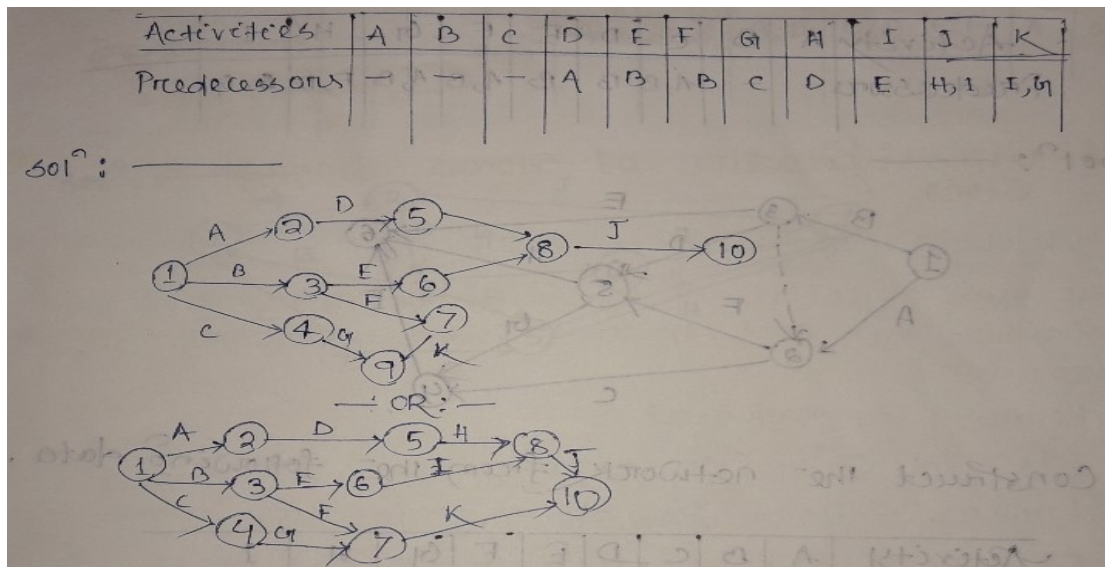 Activities A B C D E F G H I J K
Predecessors — — — A B B C D E H, I I, G
Solⁿ :
1 A 2 D 5 8 J 10
B 3 E 6
F 7
C 4 G 9 K
— : OR : —
1 A 2 D 5 H 8 J 10
B 3 E 6 I
F
C 4 G 7 K